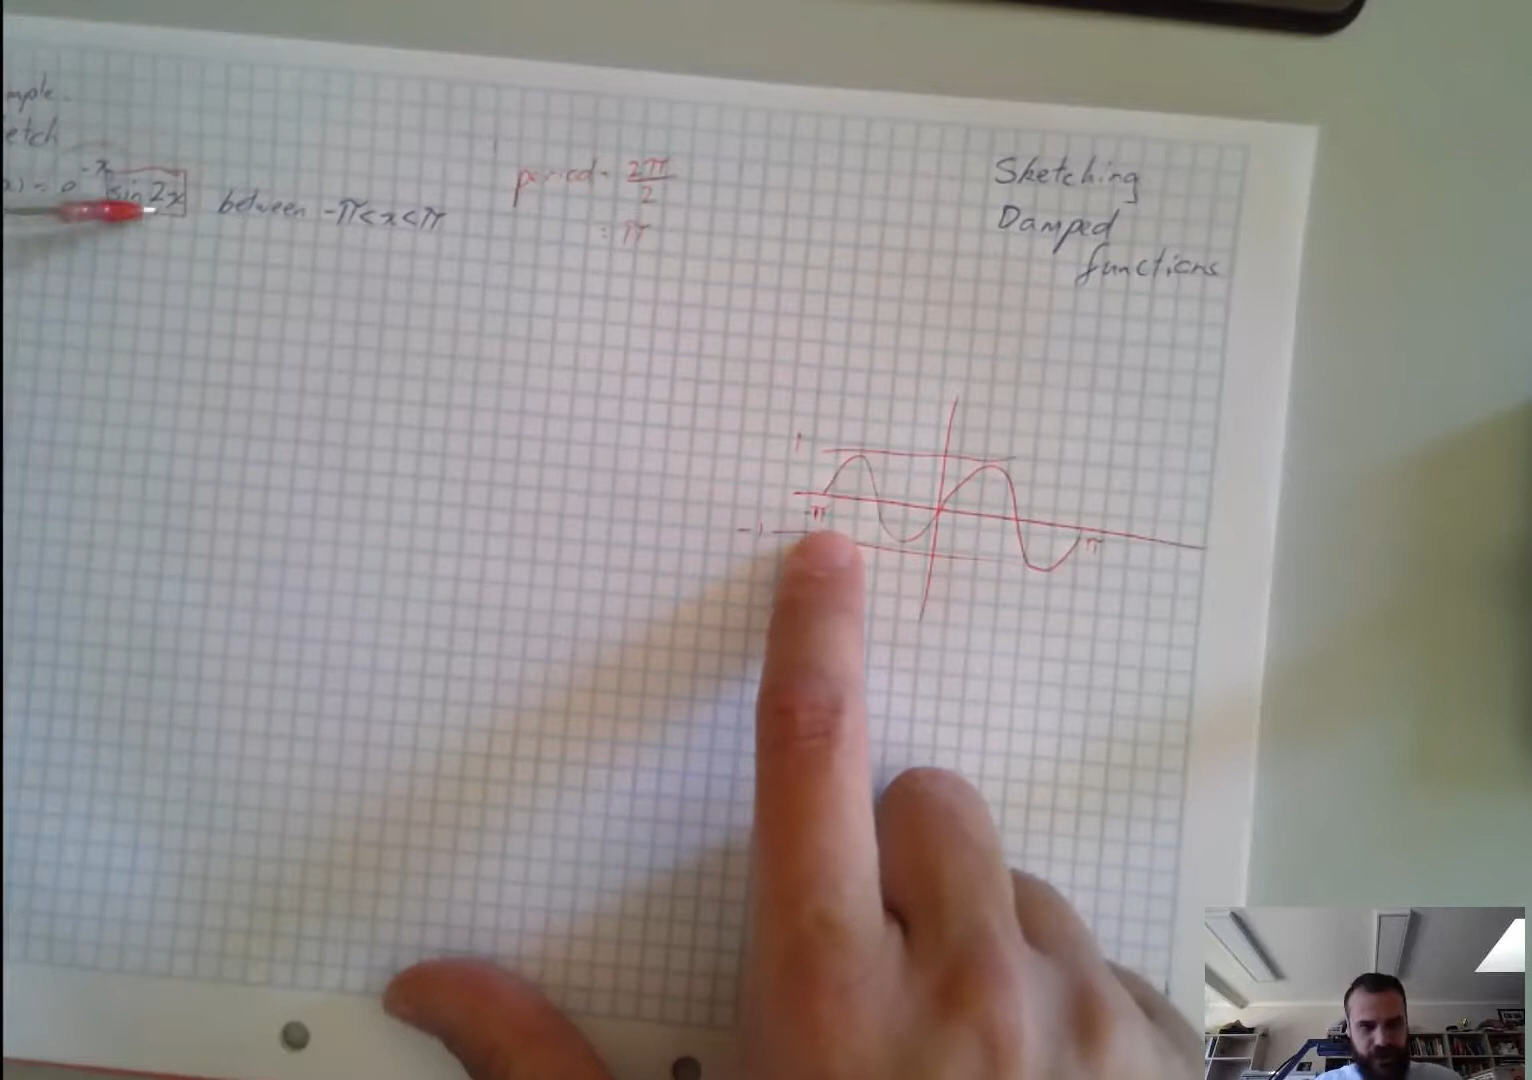 mple.
etch
x) = e^-x sin 2x between -π<x<π
period = 2π/2
= π
Sketching
Damped
functions
1
-π
-1
π